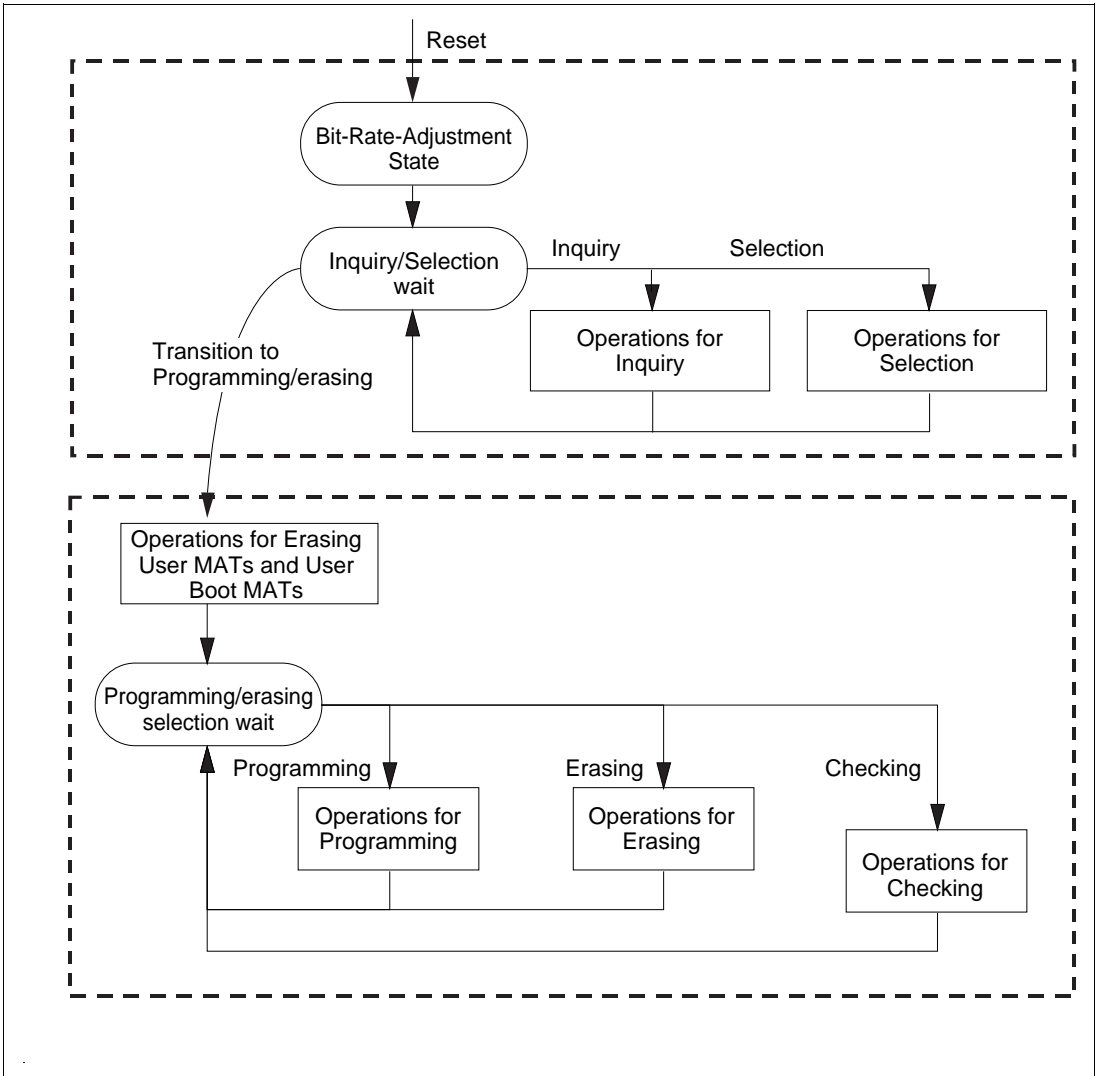 Reset
Bit-Rate-Adjustment
State
Inquiry/Selection
wait
Inquiry
Selection
Operations for
Inquiry
Operations for
Selection
Transition to
Programming/erasing
Operations for Erasing
User MATs and User
Boot MATs
Programming/erasing
selection wait
Programming
Erasing
Checking
Operations for
Programming
Operations for
Erasing
Operations for
Checking